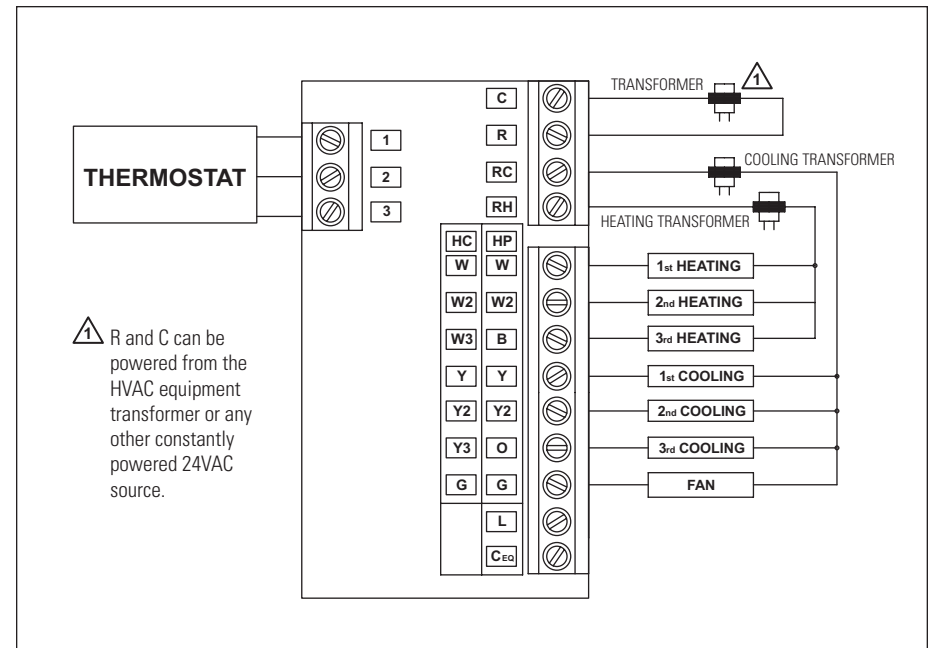 TRANSFORMER 1
C
R
COOLING TRANSFORMER
RC
HEATING TRANSFORMER
RH
THERMOSTAT
1
2
3
HC HP
W W 1st HEATING
W2 W2 2nd HEATING
W3 B 3rd HEATING
Y Y 1st COOLING
Y2 Y2 2nd COOLING
Y3 O 3rd COOLING
G G FAN
L
CEQ
1 R and C can be
powered from the
HVAC equipment
transformer or any
other constantly
powered 24VAC
source.